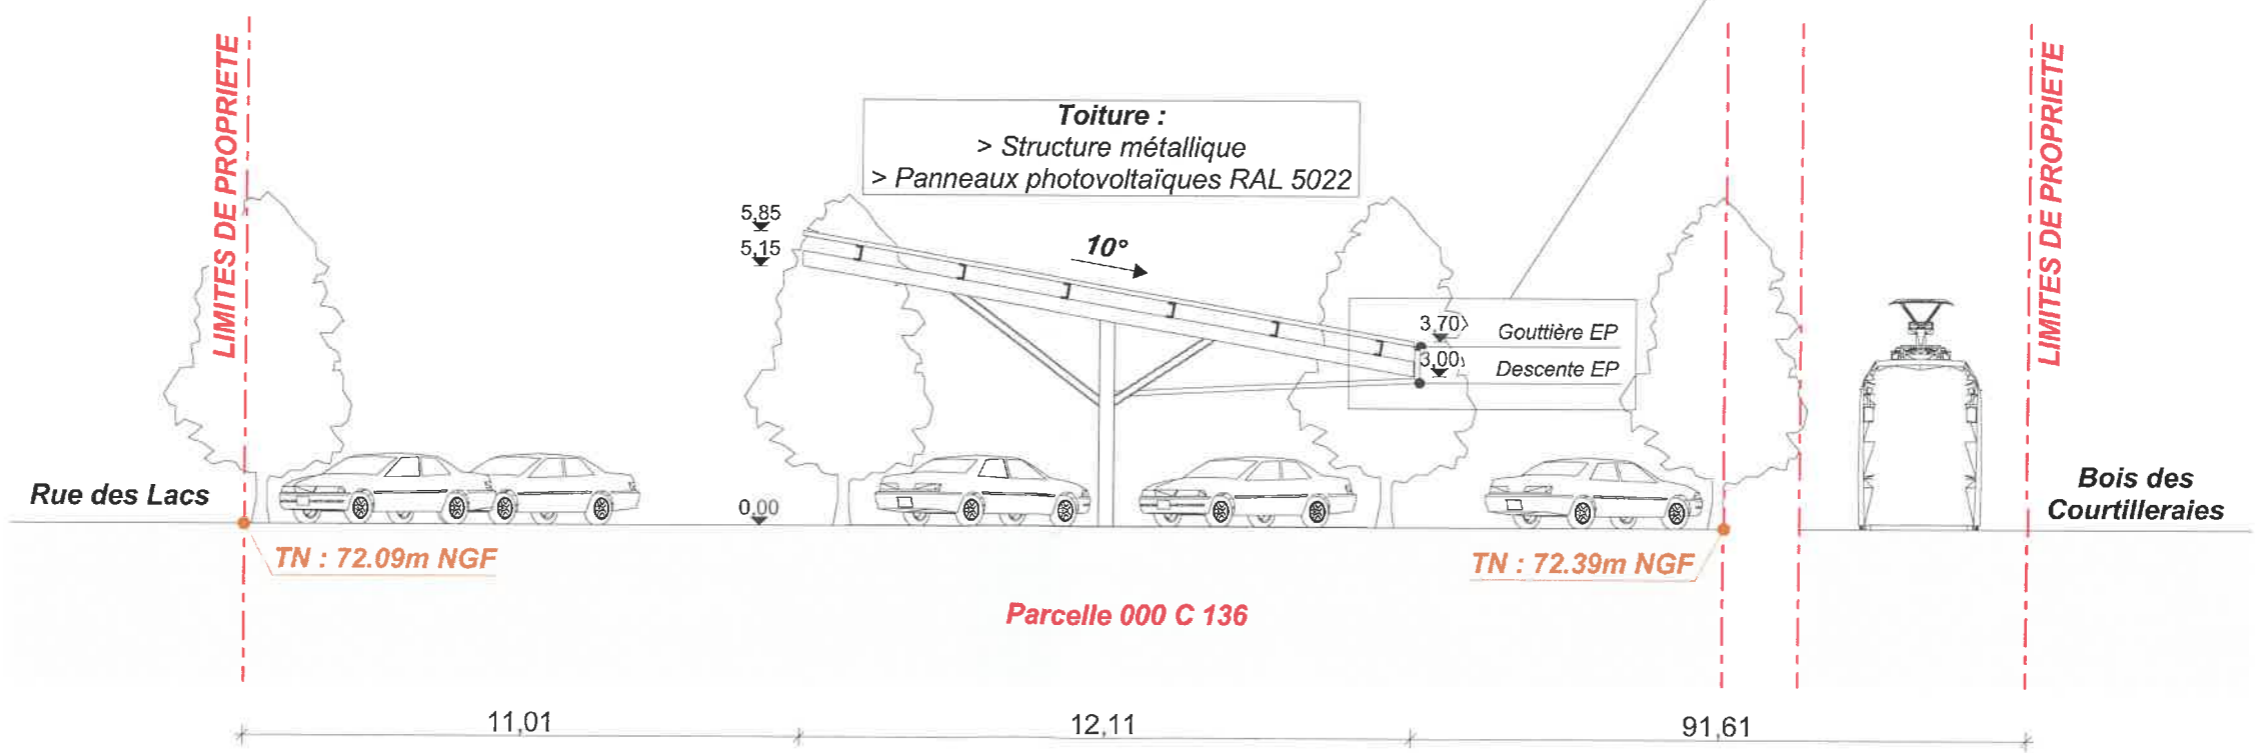 LIMITES DE PROPRIETE
Toiture :
> Structure métallique
> Panneaux photovoltaïques RAL 5022
LIMITES DE PROPRIETE
5,85
5,15
10°
3,70
Gouttière EP
3,00
Descente EP
Rue des Lacs
0,00
Bois des
Courtilleraies
TN : 72.09m NGF
TN : 72.39m NGF
Parcelle 000 C 136
11,01
12,11
91,61